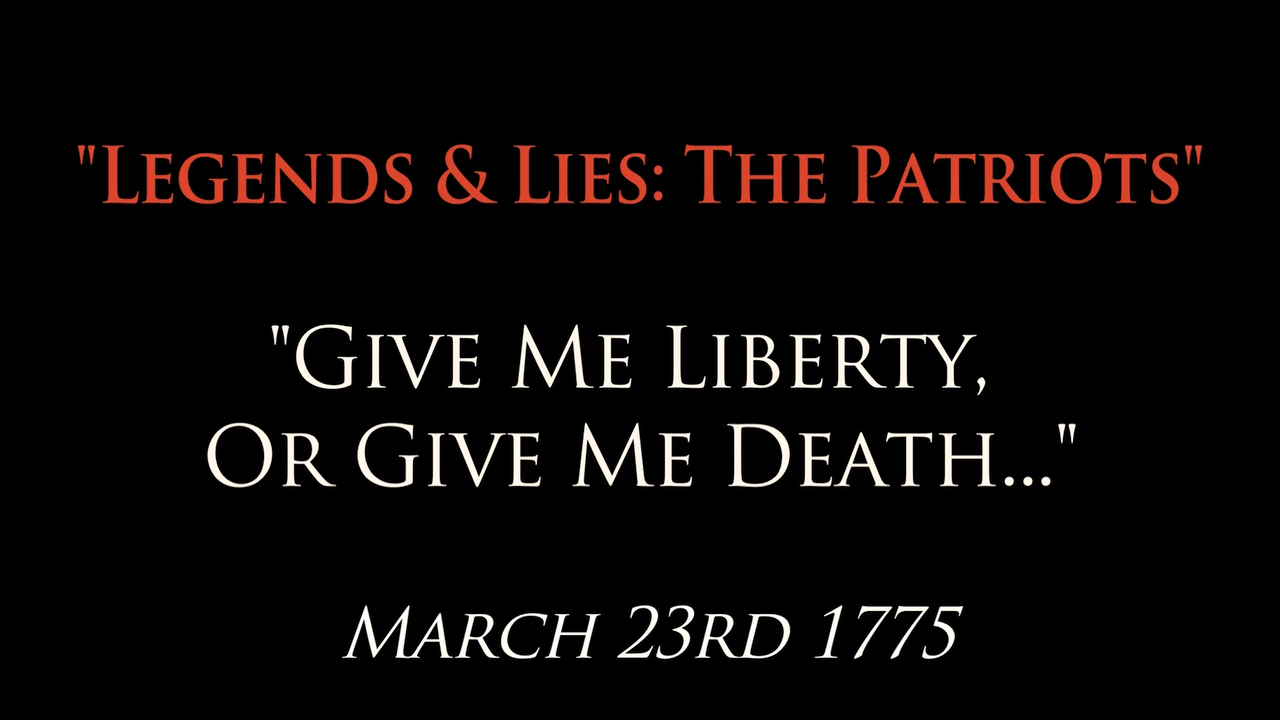 "Legends & Lies: The Patriots"
"Give Me Liberty,
Or Give Me Death..."
March 23rd 1775